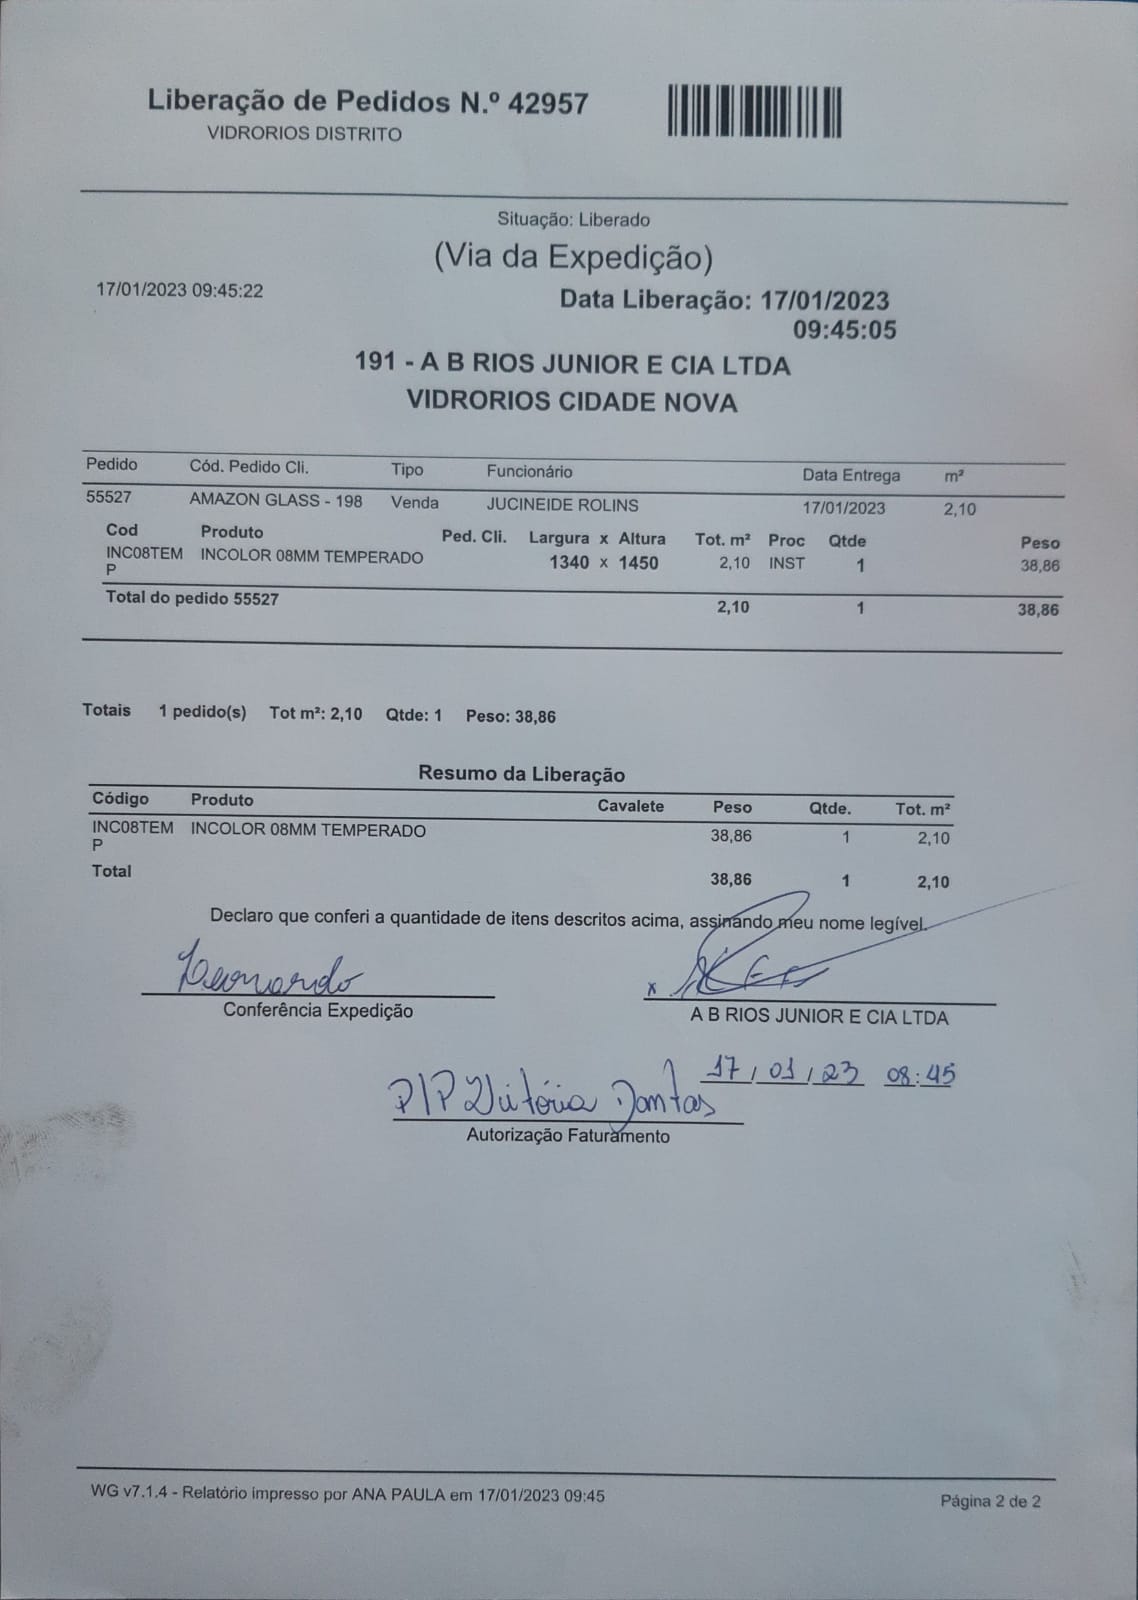 Liberação de Pedidos N.º 42957
VIDRORIOS DISTRITO
Situação: Liberado
(Via da Expedição)
17/01/2023 09:45:22
Data Liberação: 17/01/2023
09:45:05
191 - A B RIOS JUNIOR E CIA LTDA
VIDRORIOS CIDADE NOVA
Pedido Cód. Pedido Cli. Tipo Funcionário Data Entrega m²
55527 AMAZON GLASS - 198 Venda JUCINEIDE ROLINS 17/01/2023 2,10
Cod Produto Ped. Cli. Largura x Altura Tot. m² Proc Qtde Peso
INC08TEM INCOLOR 08MM TEMPERADO 1340 x 1450 2,10 INST 1 38,86
P
Total do pedido 55527 2,10 1 38,86
Totais 1 pedido(s) Tot m²: 2,10 Qtde: 1 Peso: 38,86
Resumo da Liberação
Código Produto Cavalete Peso Qtde. Tot. m²
INC08TEM INCOLOR 08MM TEMPERADO 38,86 1 2,10
P
Total 38,86 1 2,10
Declaro que conferi a quantidade de itens descritos acima, assinando meu nome legível.
x
Conferência Expedição A B RIOS JUNIOR E CIA LTDA
17/01/23 08:45
P/P Vitória Dantas
Autorização Faturamento
WG v7.1.4 - Relatório impresso por ANA PAULA em 17/01/2023 09:45 Página 2 de 2